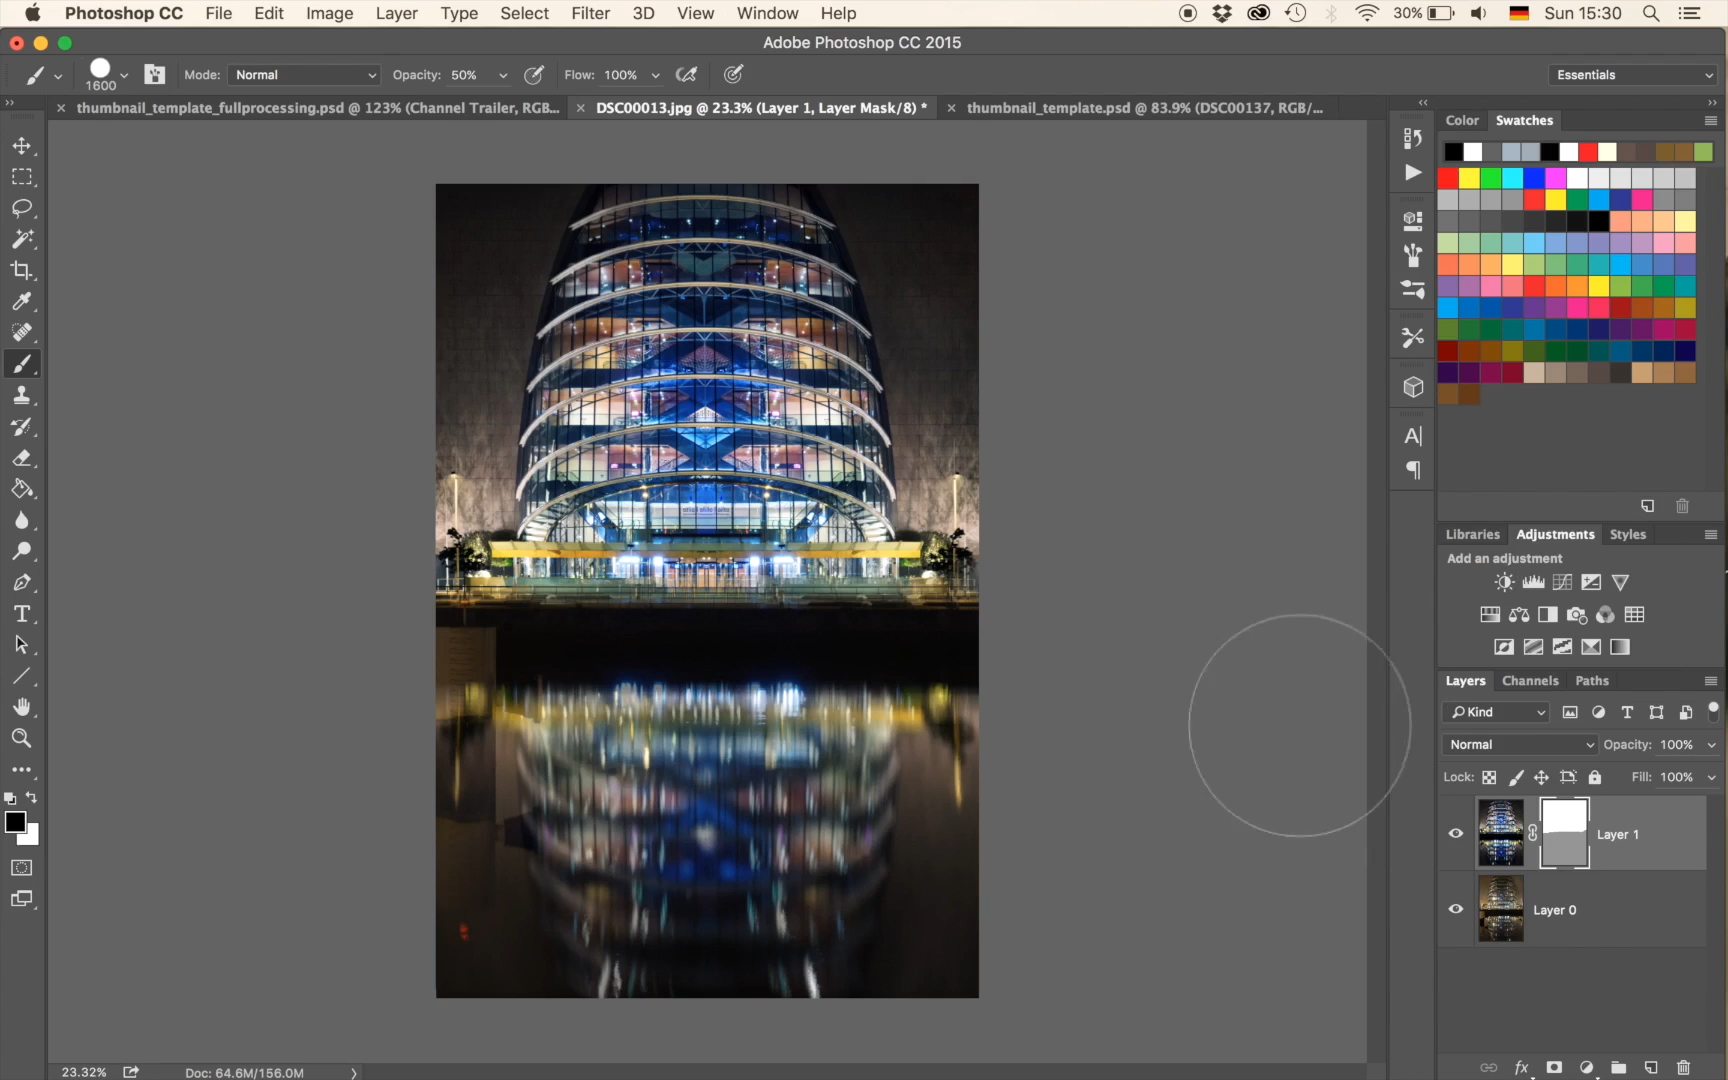 Photoshop CC File Edit Image Layer Type Select Filter 3D View Window Help 30% Sun 15:30
Adobe Photoshop CC 2015
1600 Mode: Normal Opacity: 50% Flow: 100% Essentials
thumbnail_template_fullprocessing.psd @ 123% (Channel Trailer, RGB... DSC00013.jpg @ 23.3% (Layer 1, Layer Mask/8) * thumbnail_template.psd @ 83.9% (DSC00137, RGB/...
Color Swatches
Libraries Adjustments Styles
Add an adjustment
Layers Channels Paths
Kind
Normal Opacity: 100%
Lock: Fill: 100%
Layer 1
Layer 0
23.32% Doc: 64.6M/156.0M